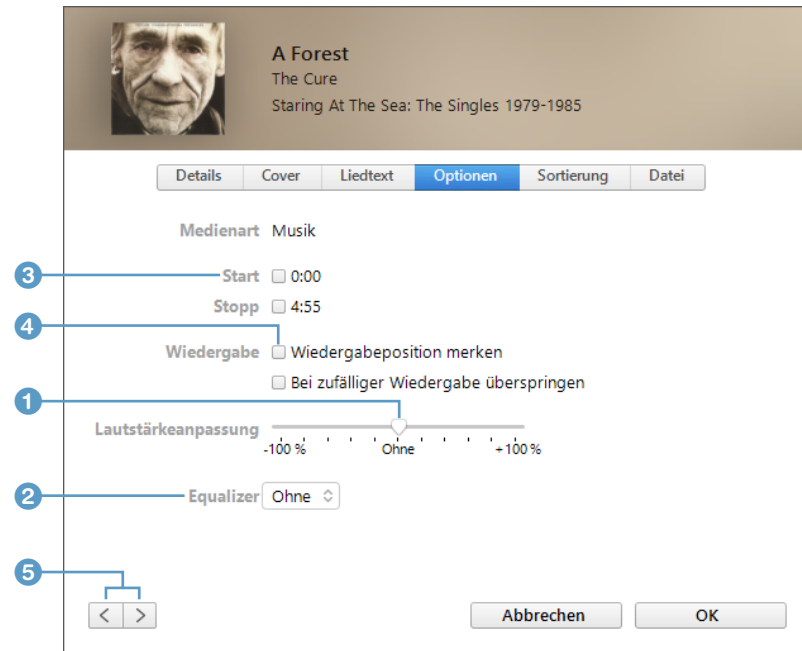 A Forest
The Cure
Staring At The Sea: The Singles 1979-1985
Details Cover Liedtext Optionen Sortierung Datei
Medienart Musik
3 Start 0:00
Stopp 4:55
4 Wiedergabe Wiedergabeposition merken
Bei zufälliger Wiedergabe überspringen
1 Lautstärkeanpassung
-100 % Ohne +100 %
2 Equalizer Ohne
5
< >
Abbrechen OK